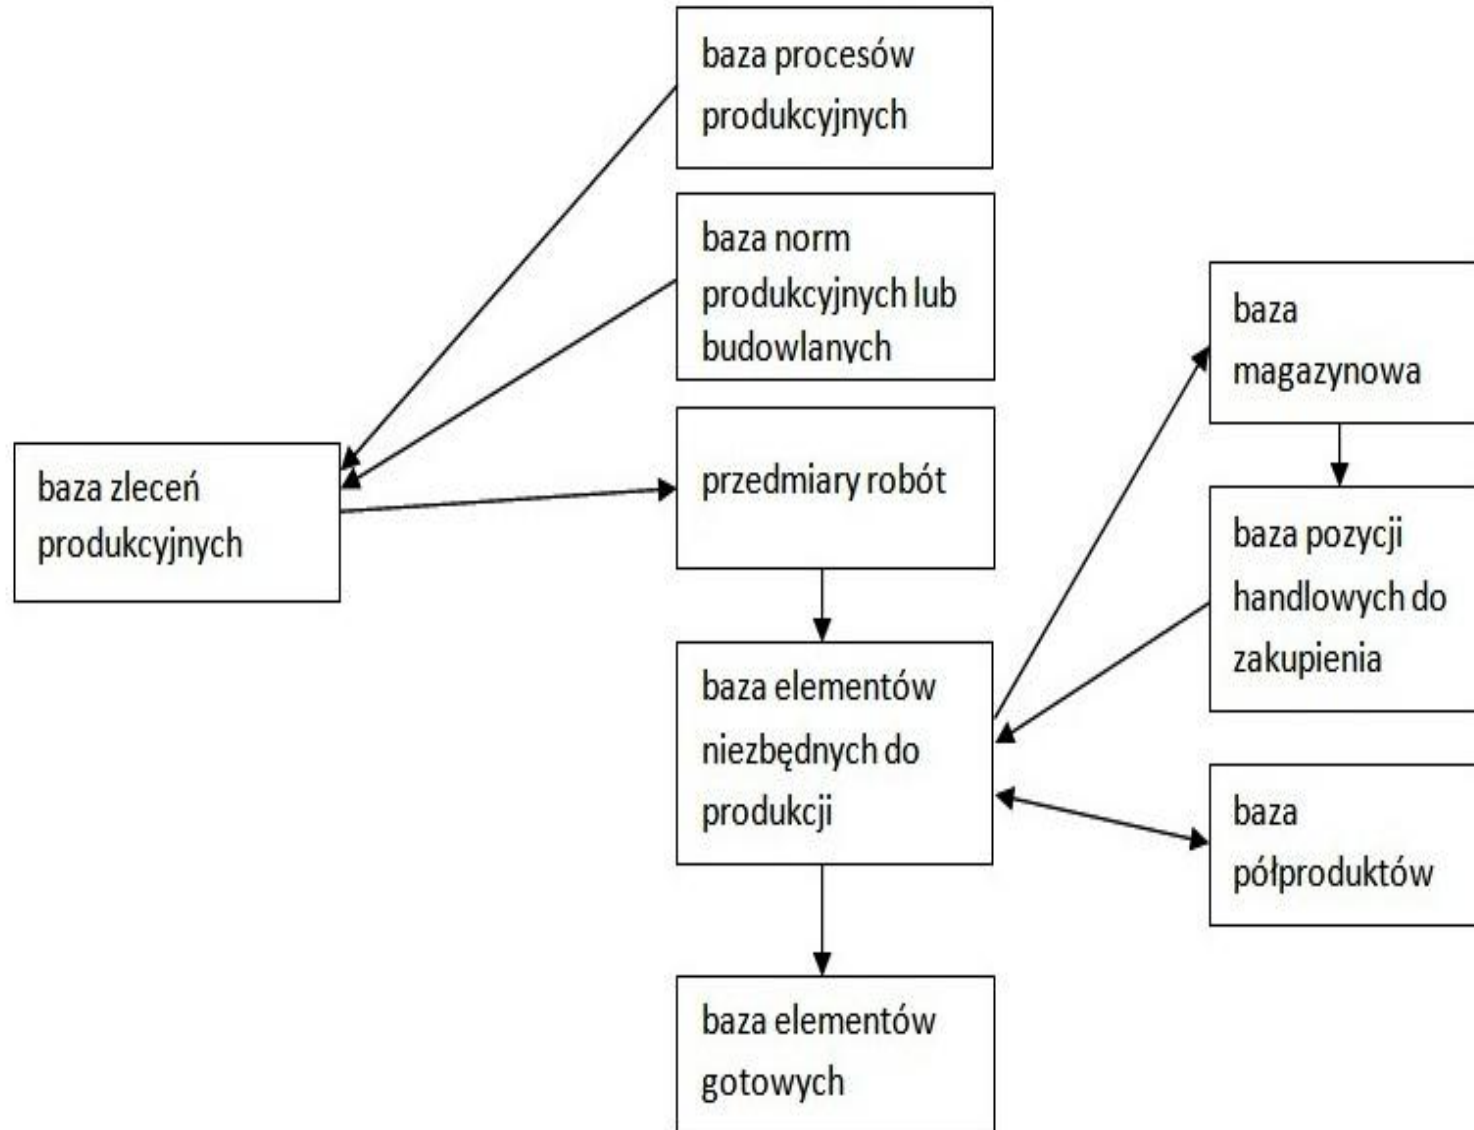 baza procesów
produkcyjnych
baza norm
produkcyjnych lub
budowlanych
baza zleceń
produkcyjnych
przedmiary robót
baza elementów
niezbędnych do
produkcji
baza elementów
gotowych
baza
magazynowa
baza pozycji
handlowych do
zakupienia
baza
półproduktów